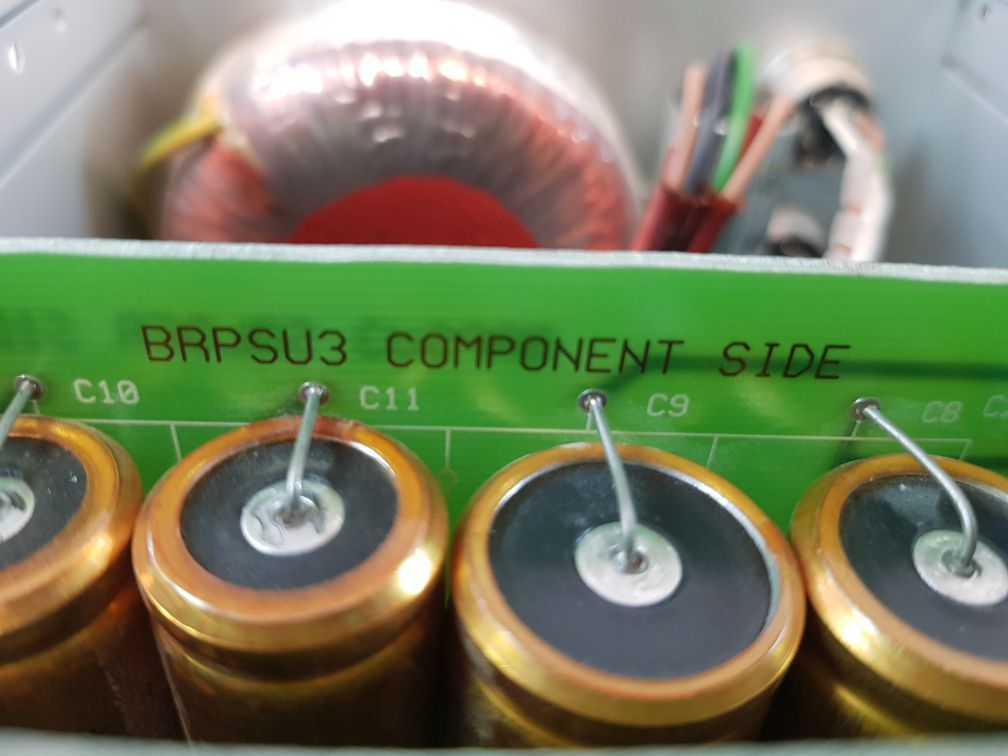 BRPSU3 COMPONENT SIDE
C10 C11 C9 C8